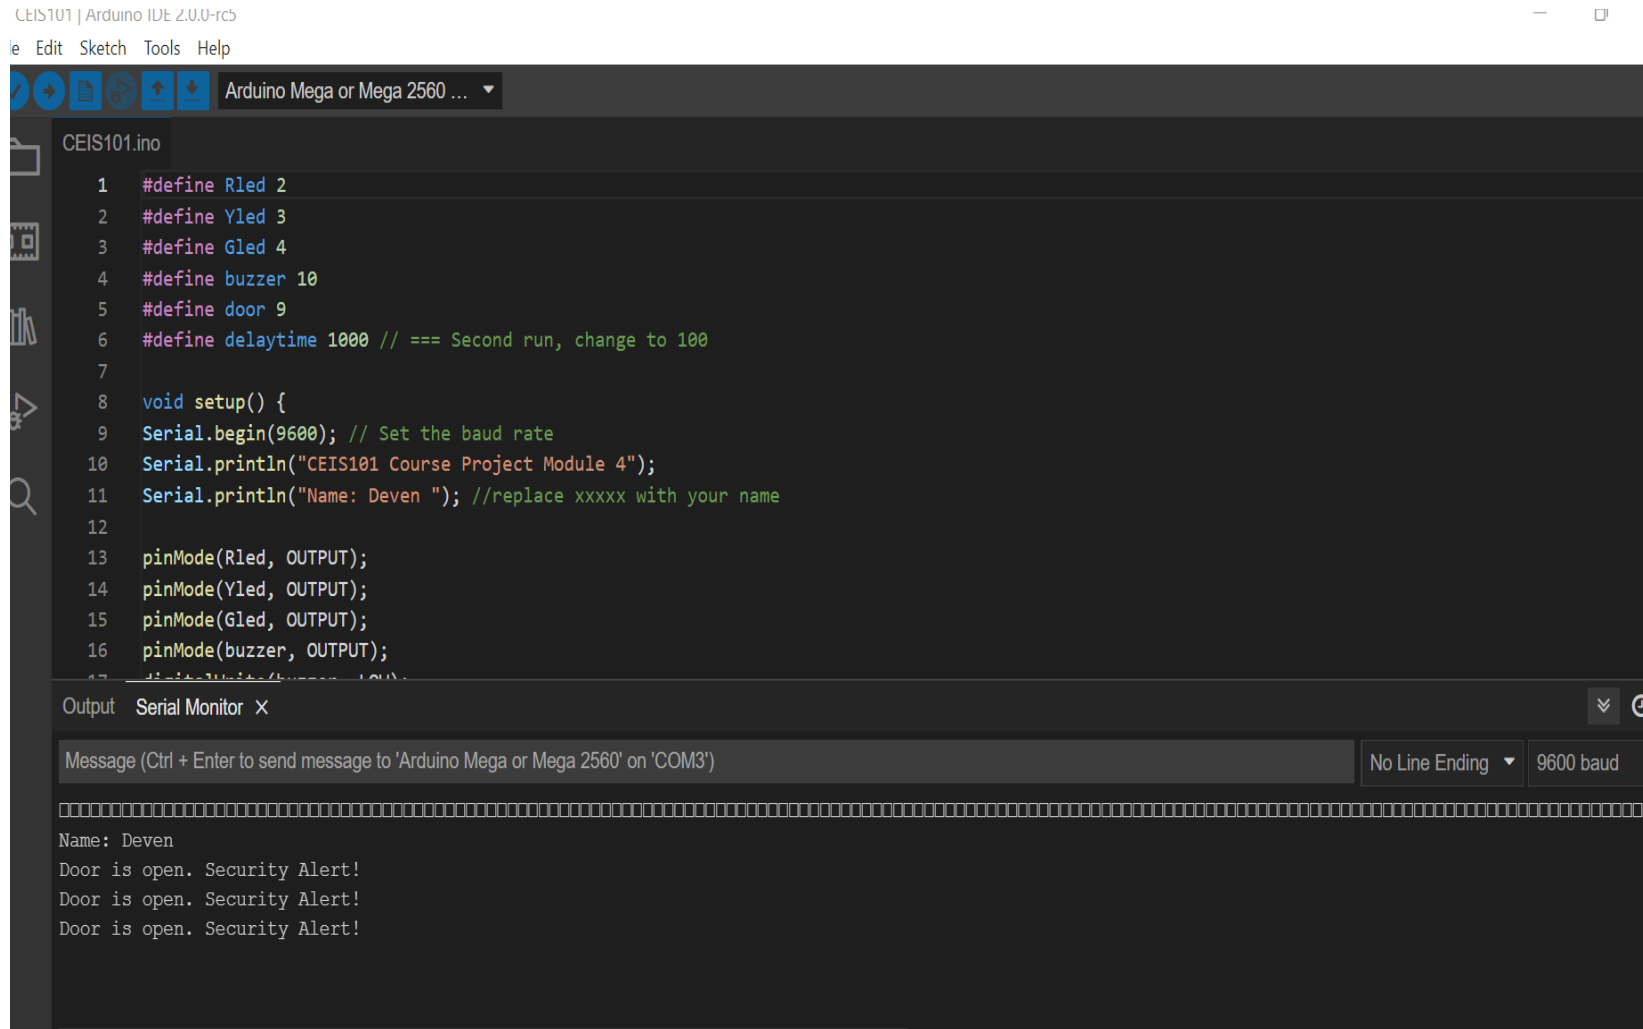 CEIS101 | Arduino IDE 2.0.0-rc5
le Edit Sketch Tools Help
Arduino Mega or Mega 2560 ...
CEIS101.ino
1 #define Rled 2
2 #define Yled 3
3 #define Gled 4
4 #define buzzer 10
5 #define door 9
6 #define delaytime 1000 // === Second run, change to 100
7
8 void setup() {
9 Serial.begin(9600); // Set the baud rate
10 Serial.println("CEIS101 Course Project Module 4");
11 Serial.println("Name: Deven "); //replace xxxxx with your name
12
13 pinMode(Rled, OUTPUT);
14 pinMode(Yled, OUTPUT);
15 pinMode(Gled, OUTPUT);
16 pinMode(buzzer, OUTPUT);
17 digitalWrite(buzzer, LOW);
Output Serial Monitor X
Message (Ctrl + Enter to send message to 'Arduino Mega or Mega 2560' on 'COM3') No Line Ending 9600 baud
Name: Deven
Door is open. Security Alert!
Door is open. Security Alert!
Door is open. Security Alert!